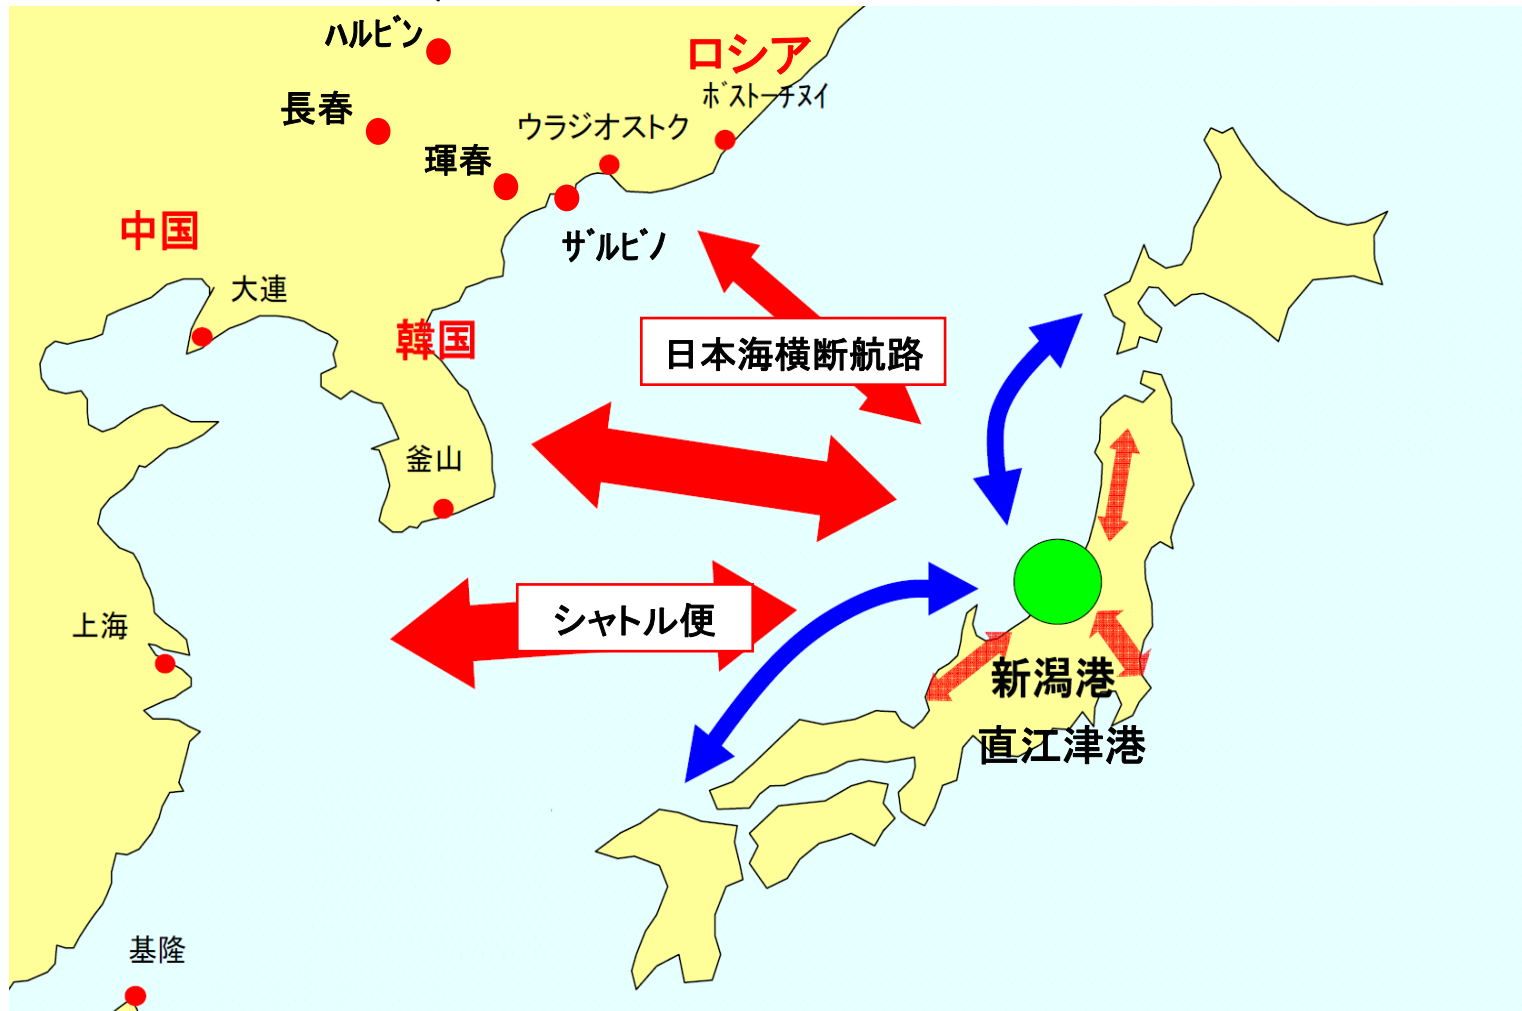 ハルビン
ロシア
ボストーチヌイ
長春
ウラジオストク
琿春
中国
ザルビノ
大連
韓国
日本海横断航路
釜山
シャトル便
上海
新潟港
直江津港
基隆